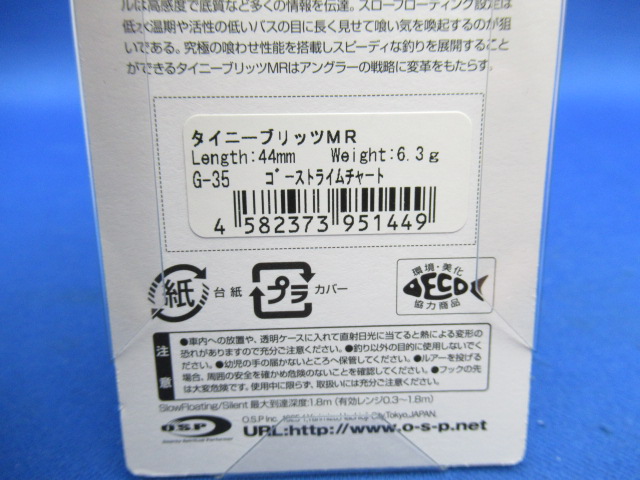 ルは高感度で底質など多くの情報を伝達。スローフローティング設定は
低水温期や活性の低いバスの目に長く見せて喰い気を喚起するのが狙
いである。究極の喰わせ性能を搭載しスピーディな釣りを展開すること
ができるタイニーブリッツMRはアングラーの戦略に変革をもたらす。
タイニーブリッツMR
Length:44mm Weight:6.3g
G-35 ゴーストライムチャート
4 582373 951449
紙 台紙
プラ カバー
環境・美化
ECO
協力商品
注意
●車内への放置や、透明ケースに入れて直射日光に当てると熱による変形の
恐れがありますので充分ご注意ください。●釣り以外の目的に使用しないでく
ださい。●幼児の手の届かないところへ保管してください。●ルアーを投げる
場合、周囲の安全を確かめ危険のないことを確認してください。●フックの先
は大変危険です。使用中に限らず、取扱いには充分ご注意ください。
SlowFloating/Silent 最大到達深度:1.8m (有効レンジ0.3〜1.8m)
O.S.P
O.S.P Inc. City,Tokyo,JAPAN.
URL:http://www.o-s-p.net